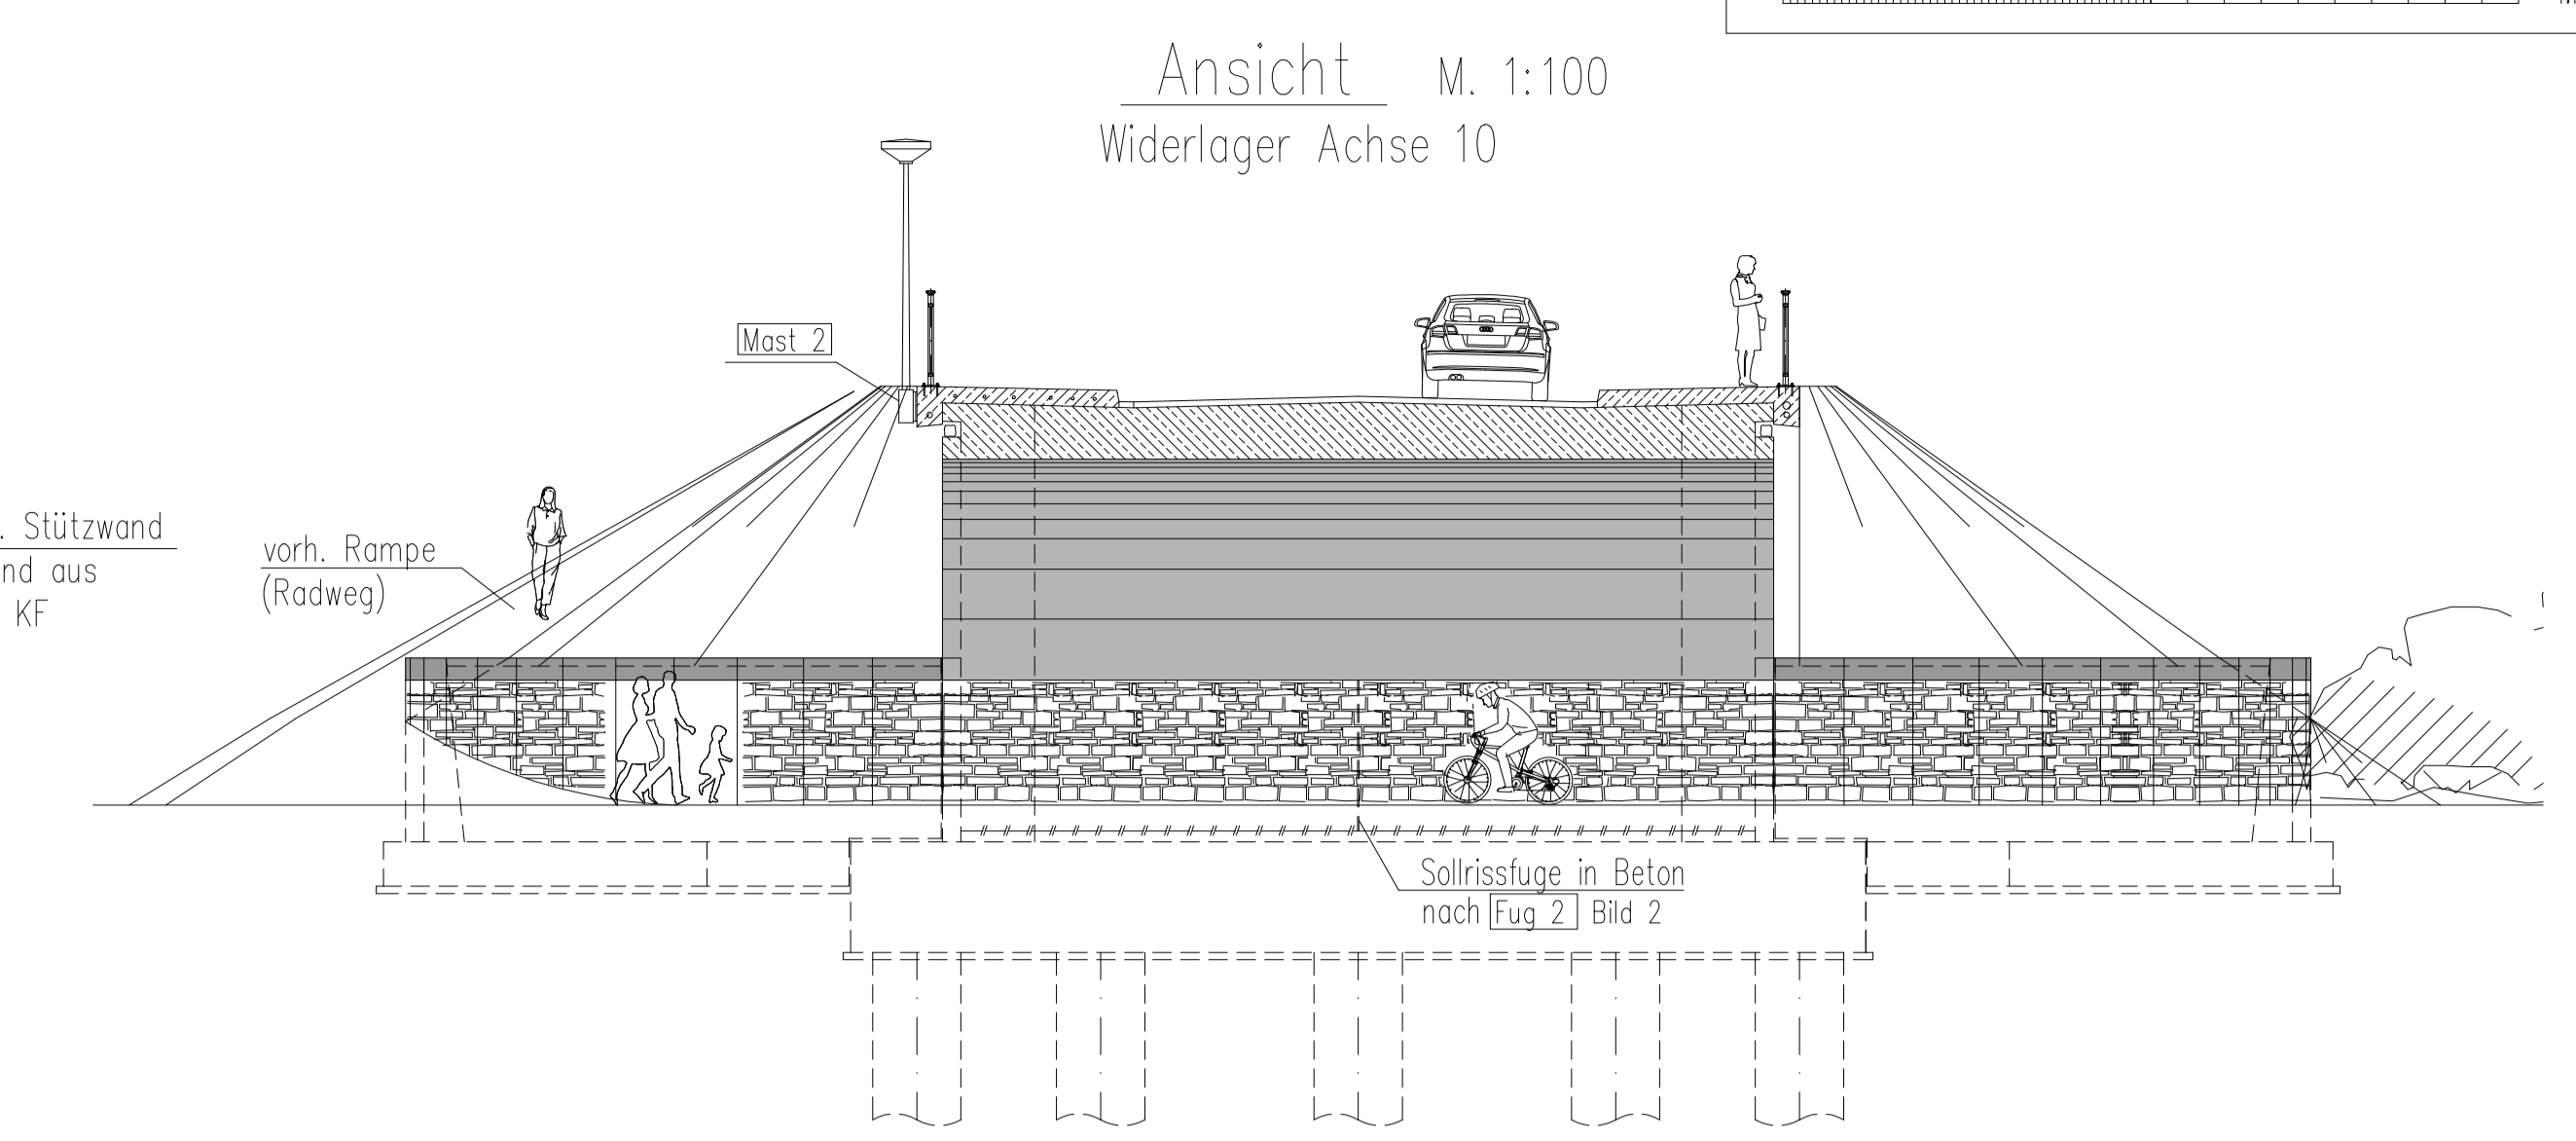 Ansicht M. 1:100
Widerlager Achse 10
Mast 2
. Stützwand
nd aus
KF
vorh. Rampe
(Radweg)
Sollrissfuge in Beton
nach Fug 2 Bild 2